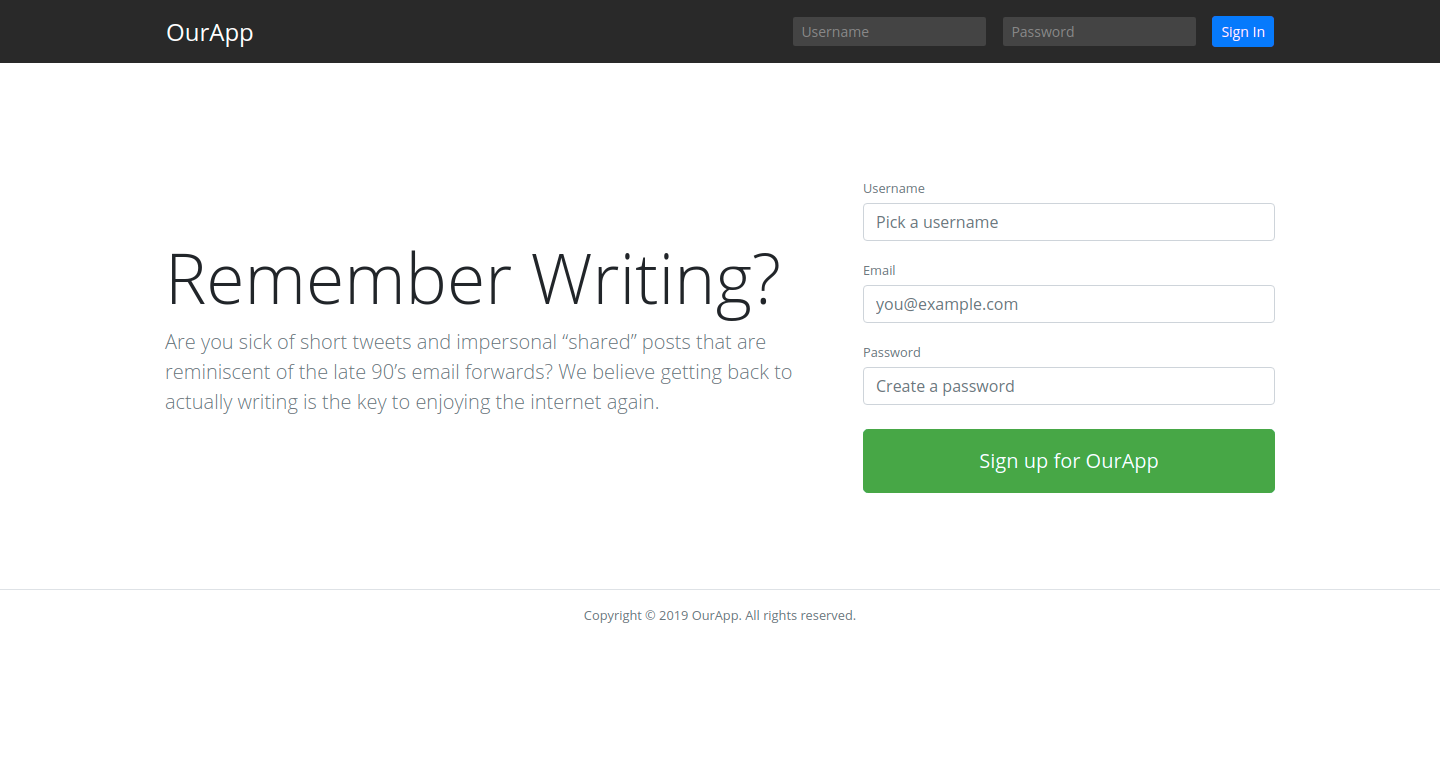 OurApp
Username
Password
Sign In
Remember Writing?
Are you sick of short tweets and impersonal “shared” posts that are
reminiscent of the late 90’s email forwards? We believe getting back to
actually writing is the key to enjoying the internet again.
Username
Pick a username
Email
you@example.com
Password
Create a password
Sign up for OurApp
Copyright © 2019 OurApp. All rights reserved.